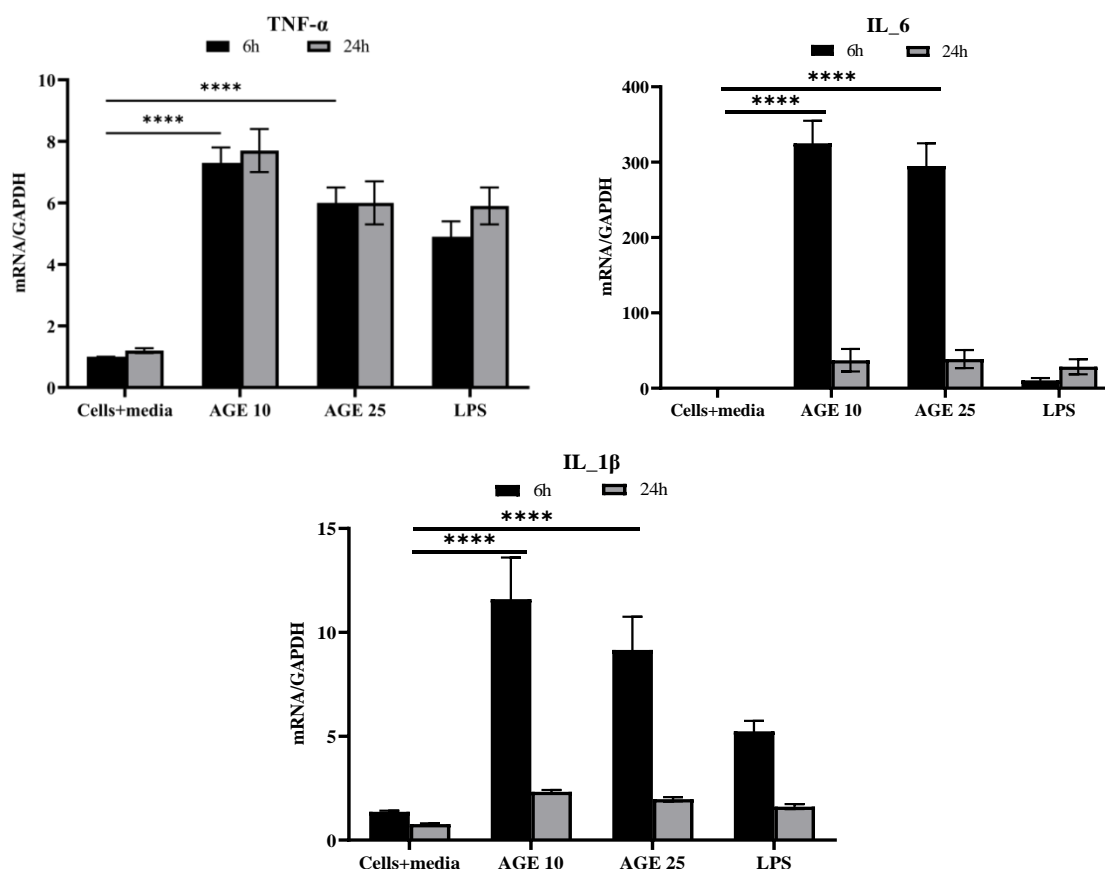 TNF-α
6h 24h
10
8
6
4
2
0
mRNA/GAPDH
****
****
Cells+media AGE 10 AGE 25 LPS
IL_6
6h 24h
400
300
200
100
0
mRNA/GAPDH
****
****
Cells+media AGE 10 AGE 25 LPS
IL_1β
6h 24h
15
10
5
0
mRNA/GAPDH
****
****
Cells+media AGE 10 AGE 25 LPS